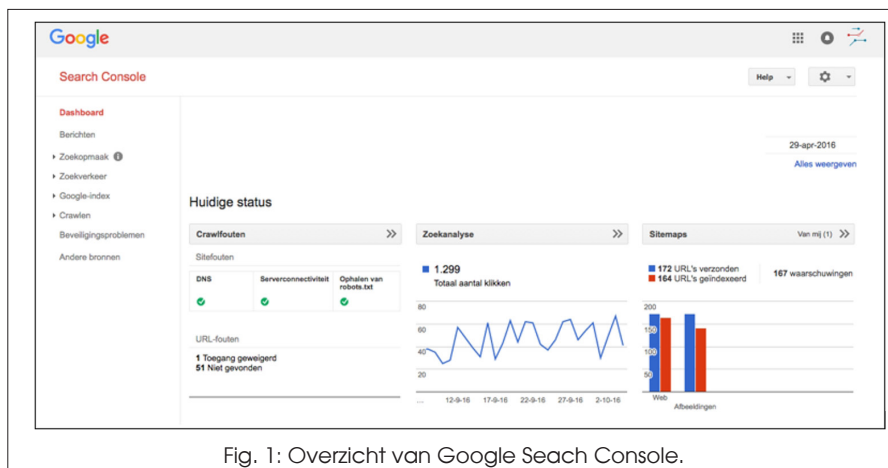 Google
Search Console
Help
Dashboard
Berichten
Zoekopmaak
Zoekverkeer
Google-index
Crawlen
Beveiligingsproblemen
Andere bronnen
29-apr-2016
Alles weergeven
Huidige status
Crawlfouten
Sitefouten
DNS
Serverconnectiviteit
Ophalen van
robots.txt
URL-fouten
1 Toegang geweigerd
51 Niet gevonden
Zoekanalyse
1.299
Totaal aantal klikken
80
60
40
20
...
12-9-16 17-9-16 22-9-16 27-9-16 2-10-16
Sitemaps
Van mij (1)
172 URL's verzonden
164 URL's geïndexeerd
167 waarschuwingen
200
150
100
50
Web
Afbeeldingen
Fig. 1: Overzicht van Google Seach Console.